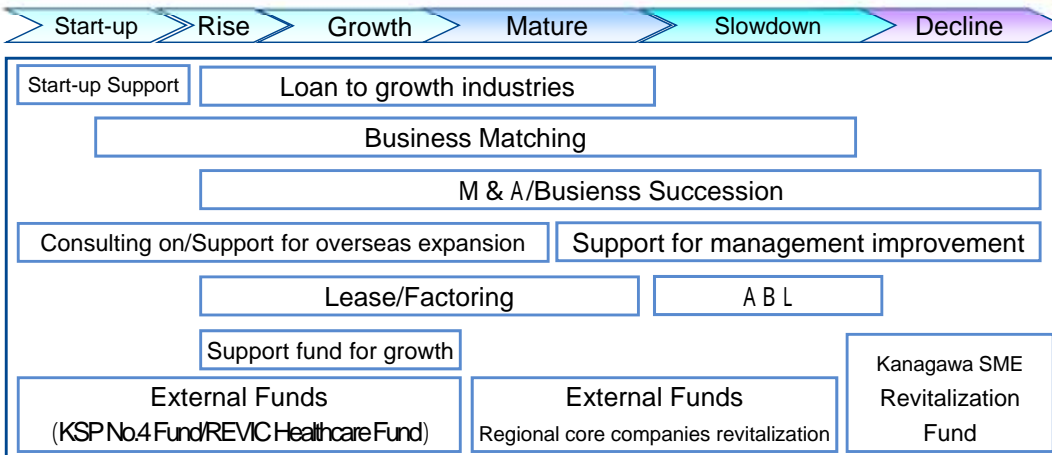 Start-up Rise Growth Mature Slowdown Decline
Start-up Support Loan to growth industries
Business Matching
M & A/Busienss Succession
Consulting on/Support for overseas expansion Support for management improvement
Lease/Factoring A B L
Support fund for growth
External Funds
(KSP No.4 Fund/REVIC Healthcare Fund)
External Funds
Regional core companies revitalization
Kanagawa SME
Revitalization
Fund